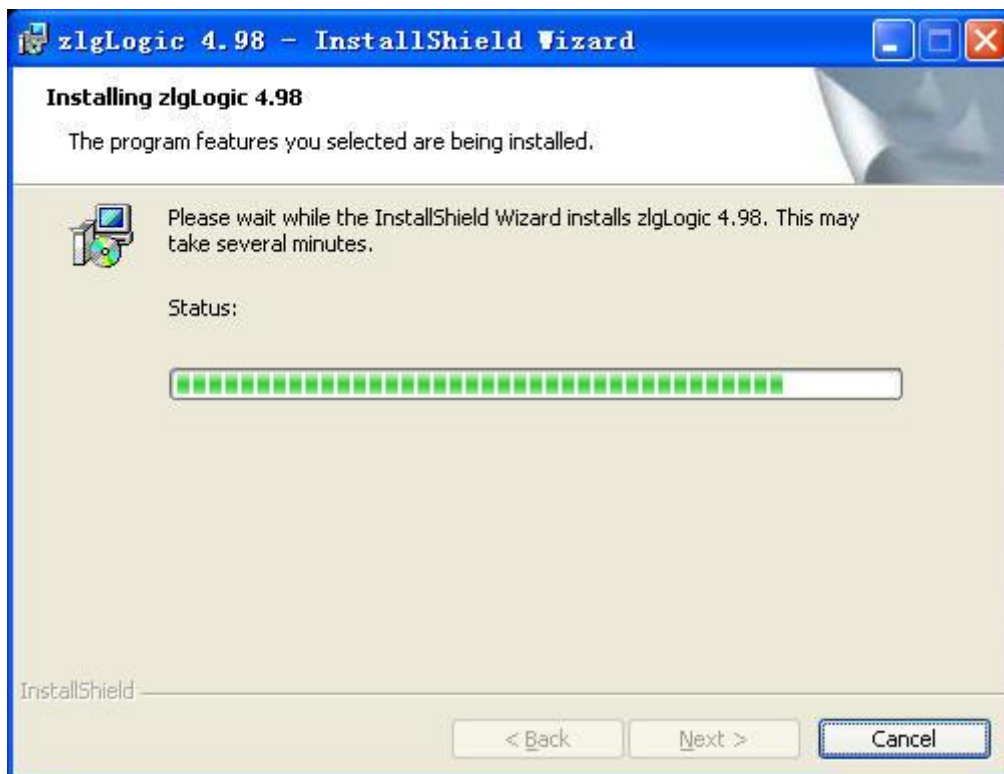 zlgLogic 4.98 - InstallShield Wizard
Installing zlgLogic 4.98
The program features you selected are being installed.
Please wait while the InstallShield Wizard installs zlgLogic 4.98. This may
take several minutes.
Status:
InstallShield
< Back Next > Cancel